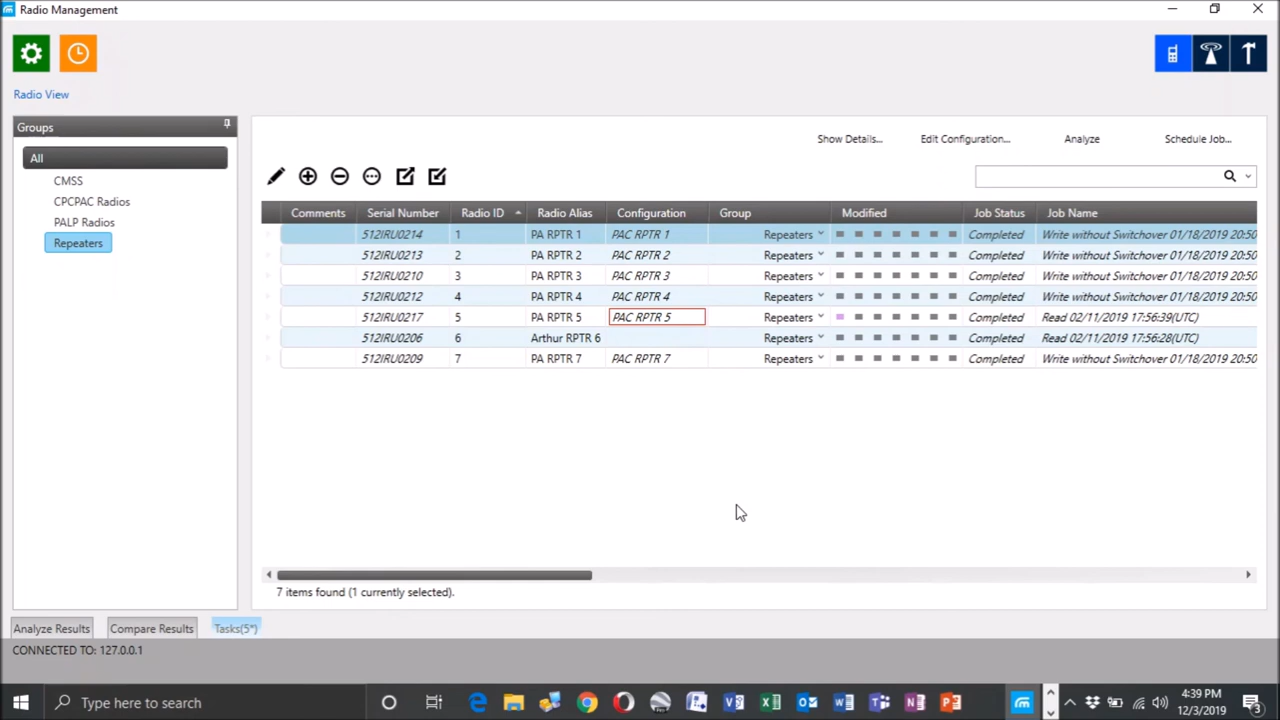 Radio Management
Radio View
Groups
All
CMSS
CPCPAC Radios
PALP Radios
Repeaters
Show Details... Edit Configuration... Analyze Schedule Job...
Comments Serial Number Radio ID Radio Alias Configuration Group Modified Job Status Job Name
512IRU0214 1 PA RPTR 1 PAC RPTR 1 Repeaters Completed Write without Switchover 01/18/2019 20:50
512IRU0213 2 PA RPTR 2 PAC RPTR 2 Repeaters Completed Write without Switchover 01/18/2019 20:50
512IRU0210 3 PA RPTR 3 PAC RPTR 3 Repeaters Completed Write without Switchover 01/18/2019 20:50
512IRU0212 4 PA RPTR 4 PAC RPTR 4 Repeaters Completed Write without Switchover 01/18/2019 20:50
512IRU0217 5 PA RPTR 5 PAC RPTR 5 Repeaters Completed Read 02/11/2019 17:56:39(UTC)
512IRU0206 6 Arthur RPTR 6 Repeaters Completed Read 02/11/2019 17:56:28(UTC)
512IRU0209 7 PA RPTR 7 PAC RPTR 7 Repeaters Completed Write without Switchover 01/18/2019 20:50
7 items found (1 currently selected).
Analyze Results Compare Results Tasks(5*)
CONNECTED TO: 127.0.0.1
Type here to search
4:39 PM
12/3/2019
3